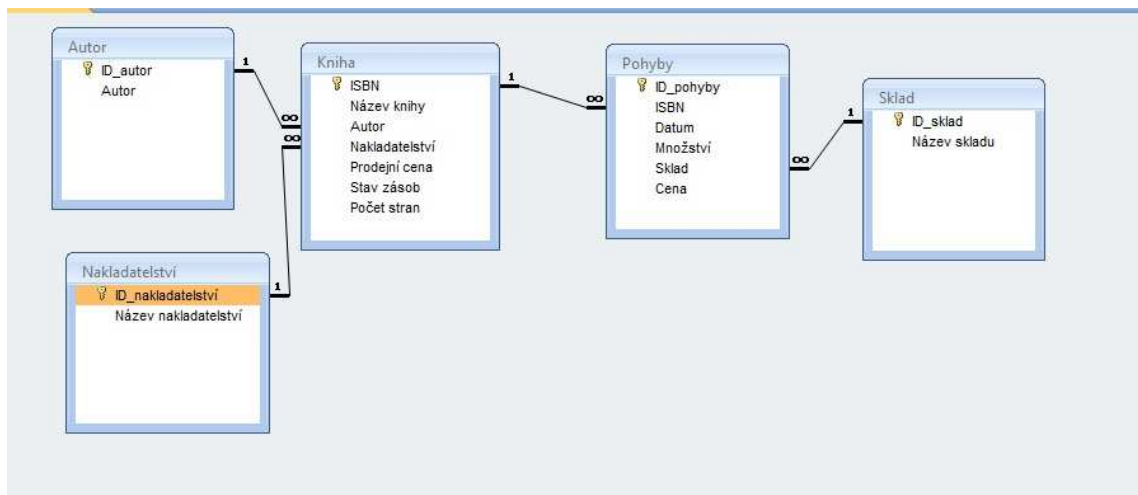 Autor
ID_autor
Autor
1
∞
Kniha
ISBN
Název knihy
Autor
Nakladatelství
Prodejní cena
Stav zásob
Počet stran
∞
1
∞
Pohyby
ID_pohyby
ISBN
Datum
Množství
Sklad
Cena
∞
1
Sklad
ID_sklad
Název skladu
Nakladatelství
ID_nakladatelství
Název nakladatelství
1